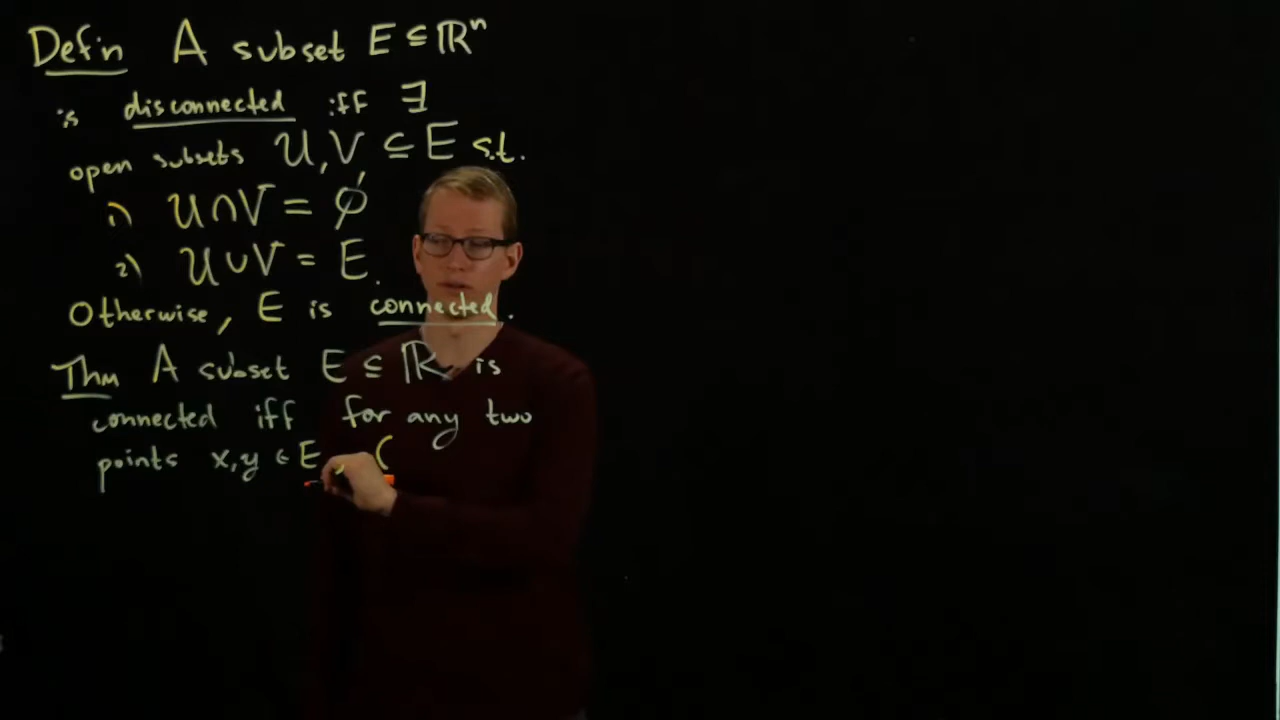 Defn A subset E ⊆ ℝⁿ
is disconnected iff ∃
open subsets U, V ⊆ E s.t.
1) U ∩ V = ∅
2) U ∪ V = E.
Otherwise, E is connected.
Thm A subset E ⊆ ℝ is
connected iff for any two
points x, y ∈ E, (